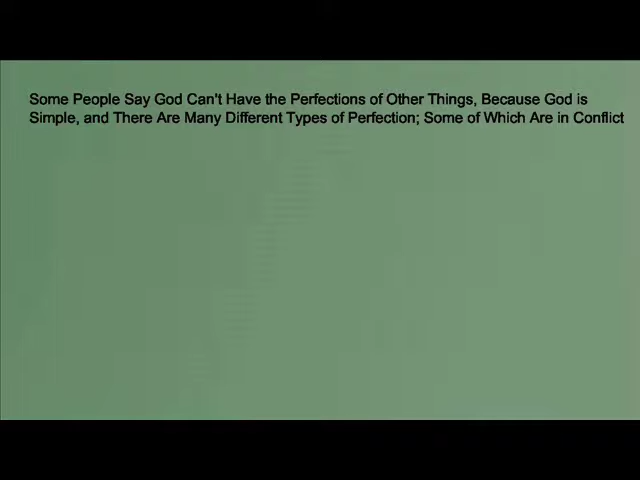 Some People Say God Can't Have the Perfections of Other Things, Because God is
Simple, and There Are Many Different Types of Perfection; Some of Which Are in Conflict